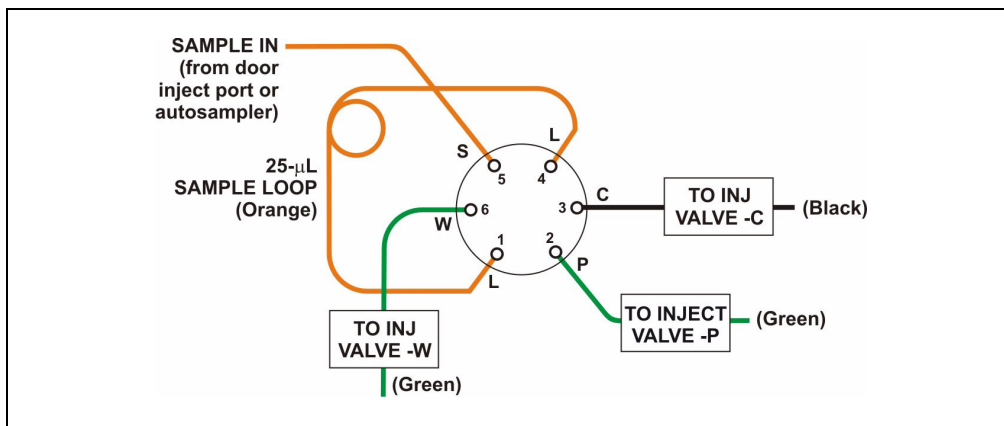 SAMPLE IN
(from door
inject port or
autosampler)
25-μL
SAMPLE LOOP
(Orange)
S
L
5
4
C
3
TO INJ
VALVE -C
(Black)
6
W
1
L
2
P
TO INJECT
VALVE -P
(Green)
TO INJ
VALVE -W
(Green)